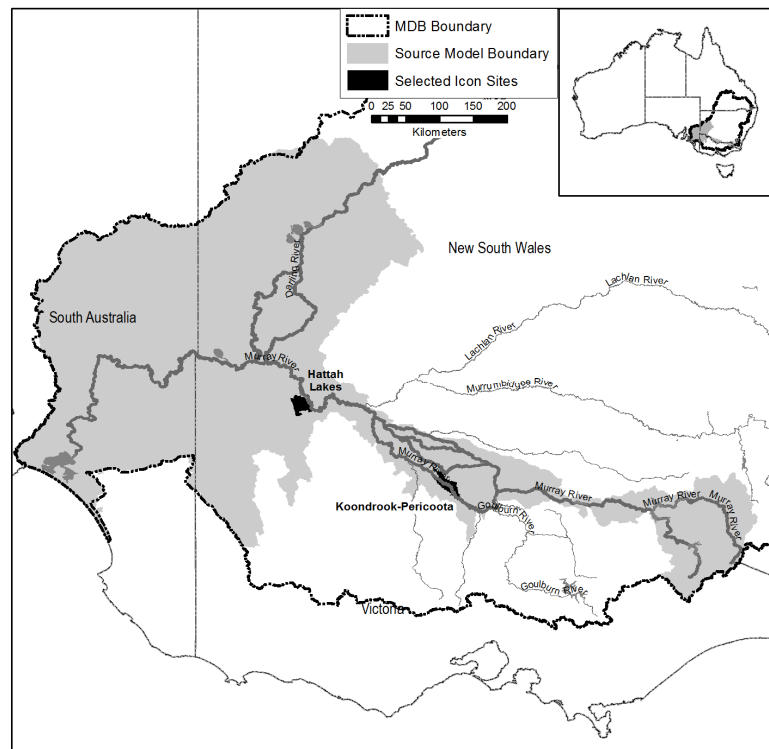 MDB Boundary
Source Model Boundary
Selected Icon Sites
0 25 50 100 150 200
Kilometers
New South Wales
Lachlan River
Darling River
South Australia
Lachlan River
Murray River
Hattah
Lakes
Murrumbidgee River
Murray River
Koondrook-Pericoota
Goulburn River
Murray River
Murray River
Murray River
Goulburn River
Victoria